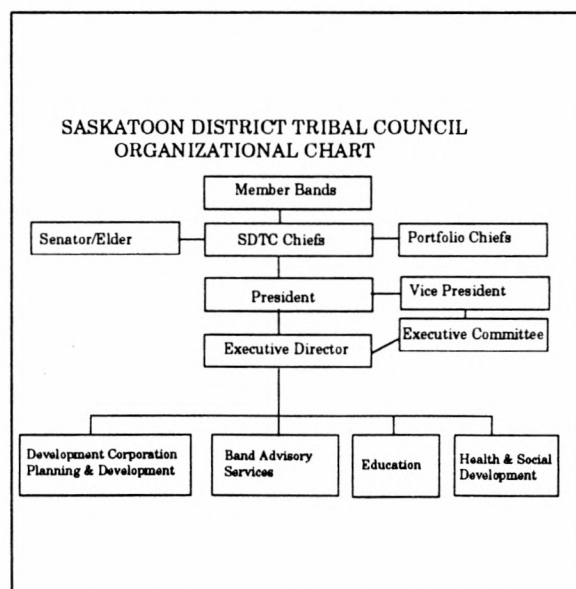 SASKATOON DISTRICT TRIBAL COUNCIL
ORGANIZATIONAL CHART
Member Bands
Senator/Elder
SDTC Chiefs
Portfolio Chiefs
President
Vice President
Executive Director
Executive Committee
Development Corporation
Planning & Development
Band Advisory
Services
Education
Health & Social
Development